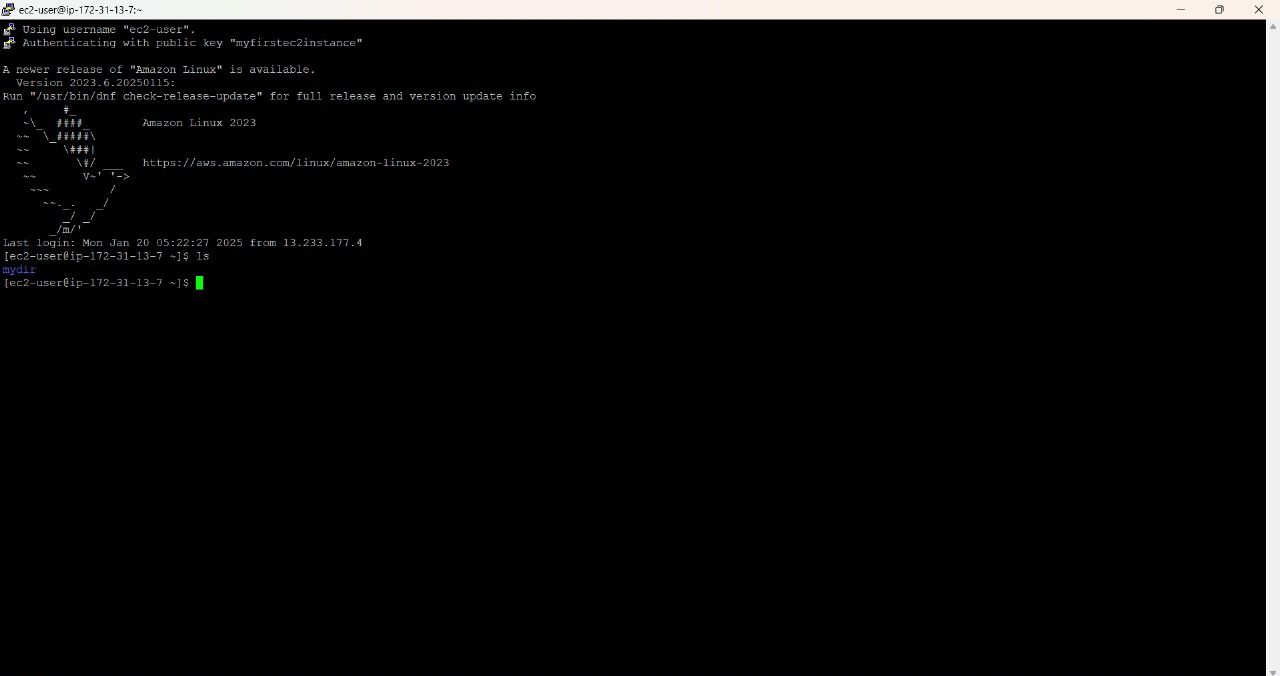 ec2-user@ip-172-31-13-7:~
Using username "ec2-user".
Authenticating with public key "myfirstec2instance"
A newer release of "Amazon Linux" is available.
  Version 2023.6.20250115:
Run "/usr/bin/dnf check-release-update" for full release and version update info
   ,     #_
   ~\_  ####_        Amazon Linux 2023
  ~~  \_#####\
  ~~     \###|
  ~~       \#/ ___   https://aws.amazon.com/linux/amazon-linux-2023
   ~~       V~' '->
    ~~~         /
      ~~._.   _/
         _/ _/
       _/m/'
Last login: Mon Jan 20 05:22:27 2025 from 13.233.177.4
[ec2-user@ip-172-31-13-7 ~]$ ls
mydir
[ec2-user@ip-172-31-13-7 ~]$